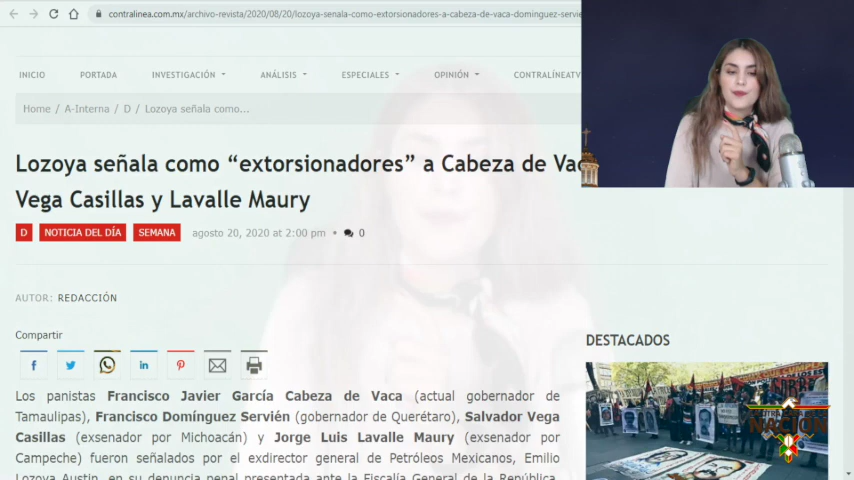 contralinea.com.mx/archivo-revista/2020/08/20/lozoya-senala-como-extorsionadores-a-cabeza-de-vaca-dominguez-servie
INICIO PORTADA INVESTIGACIÓN ANÁLISIS ESPECIALES OPINIÓN CONTRALÍNEATV
Home / A-Interna / D / Lozoya señala como...
Lozoya señala como “extorsionadores” a Cabeza de Vac
Vega Casillas y Lavalle Maury
D NOTICIA DEL DÍA SEMANA agosto 20, 2020 at 2:00 pm • 0
AUTOR: REDACCIÓN
Compartir
DESTACADOS
Los panistas Francisco Javier García Cabeza de Vaca (actual gobernador de
Tamaulipas), Francisco Domínguez Servién (gobernador de Querétaro), Salvador Vega
Casillas (exsenador por Michoacán) y Jorge Luis Lavalle Maury (exsenador por
Campeche) fueron señalados por el exdirector general de Petróleos Mexicanos, Emilio
Lozoya Austin, en su denuncia penal presentada ante la Fiscalía General de la República,
NACIÓN